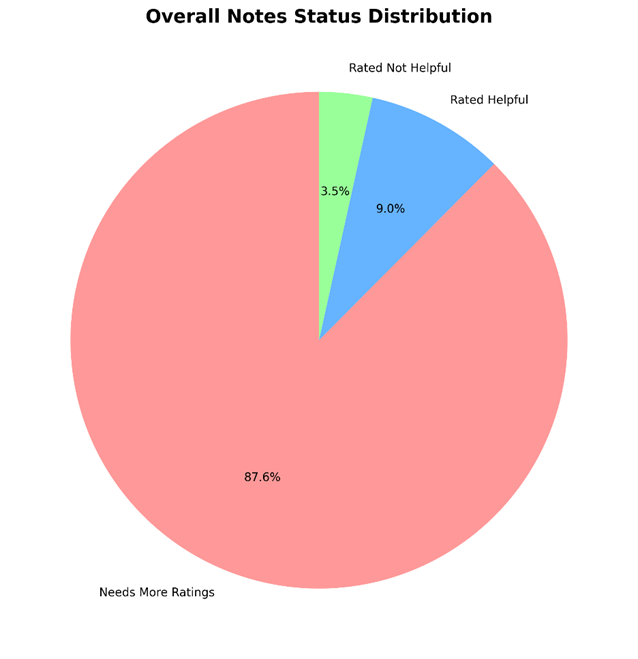 Overall Notes Status Distribution
Rated Not Helpful
Rated Helpful
3.5%
9.0%
87.6%
Needs More Ratings